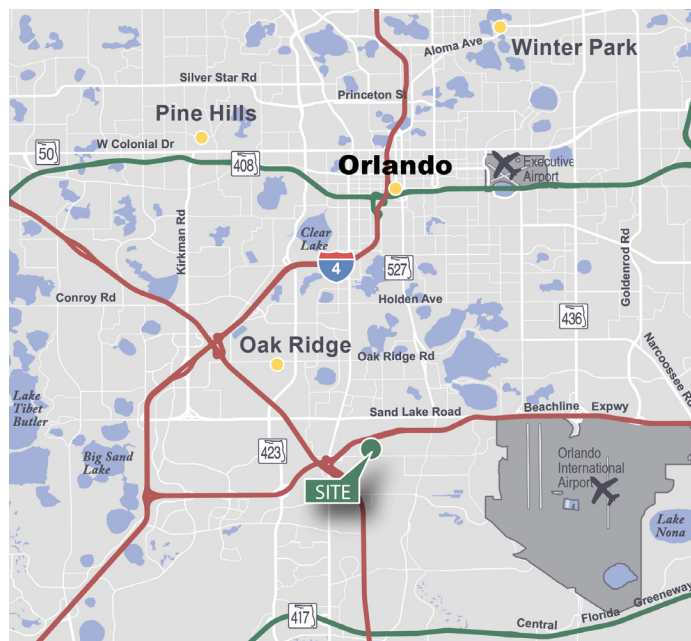 Aloma Ave
Winter Park
Silver Star Rd
Princeton St
Pine Hills
50
W Colonial Dr
408
Orlando
Executive
Airport
Kirkman Rd
Clear
Lake
4
527
Goldenrod Rd
Conroy Rd
Holden Ave
436
Oak Ridge
Oak Ridge Rd
Narcoossee Rd
Lake
Tibet
Butler
Sand Lake Road
Beachline Expwy
423
Big Sand
Lake
Orlando
International
Airport
SITE
Lake
Nona
417
Central Florida Greeneway